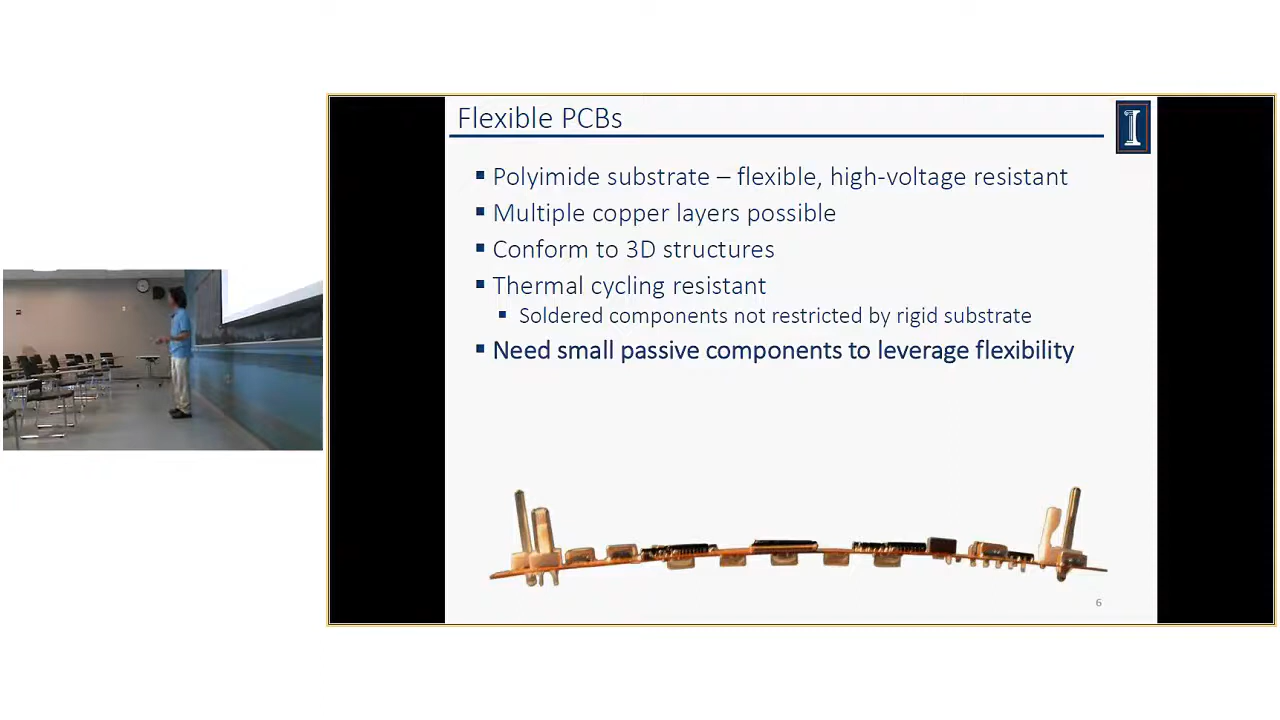 Flexible PCBs
I
▪ Polyimide substrate – flexible, high-voltage resistant
▪ Multiple copper layers possible
▪ Conform to 3D structures
▪ Thermal cycling resistant
▪ Soldered components not restricted by rigid substrate
▪ Need small passive components to leverage flexibility
6